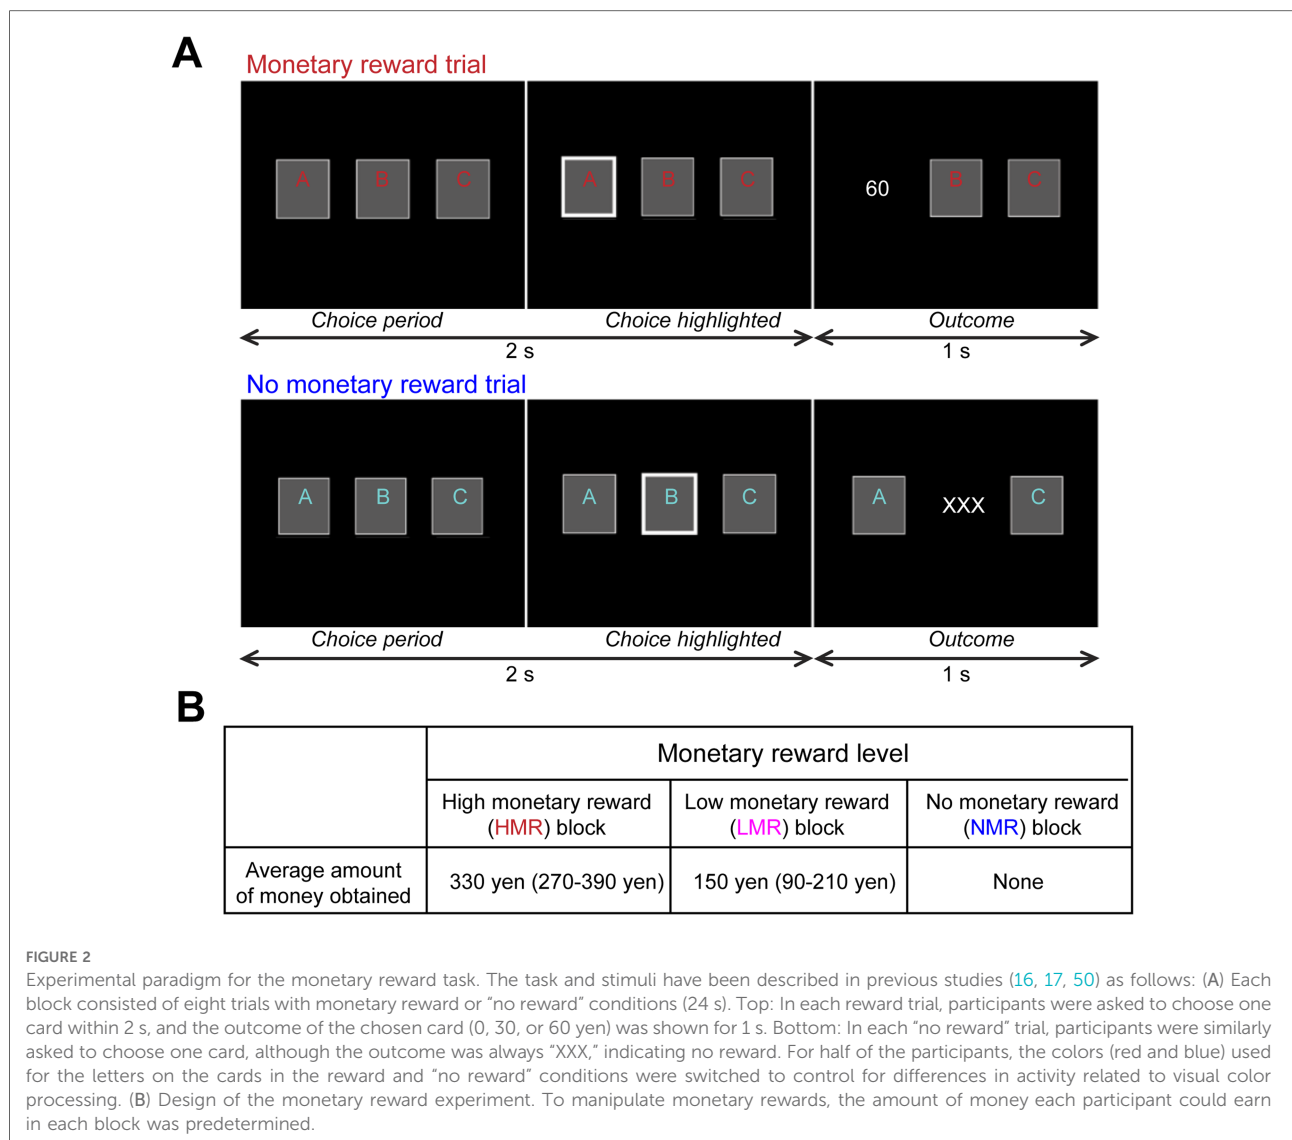 A
Monetary reward trial
A B C A B C 60 B C
Choice period Choice highlighted Outcome
2 s 1 s
No monetary reward trial
A B C A B C A XXX C
Choice period Choice highlighted Outcome
2 s 1 s
B
Monetary reward level
High monetary reward Low monetary reward No monetary reward
(HMR) block (LMR) block (NMR) block
Average amount
of money obtained 330 yen (270-390 yen) 150 yen (90-210 yen) None
FIGURE 2
Experimental paradigm for the monetary reward task. The task and stimuli have been described in previous studies (16, 17, 50) as follows: (A) Each
block consisted of eight trials with monetary reward or “no reward” conditions (24 s). Top: In each reward trial, participants were asked to choose one
card within 2 s, and the outcome of the chosen card (0, 30, or 60 yen) was shown for 1 s. Bottom: In each “no reward” trial, participants were similarly
asked to choose one card, although the outcome was always “XXX,” indicating no reward. For half of the participants, the colors (red and blue) used
for the letters on the cards in the reward and “no reward” conditions were switched to control for differences in activity related to visual color
processing. (B) Design of the monetary reward experiment. To manipulate monetary rewards, the amount of money each participant could earn
in each block was predetermined.